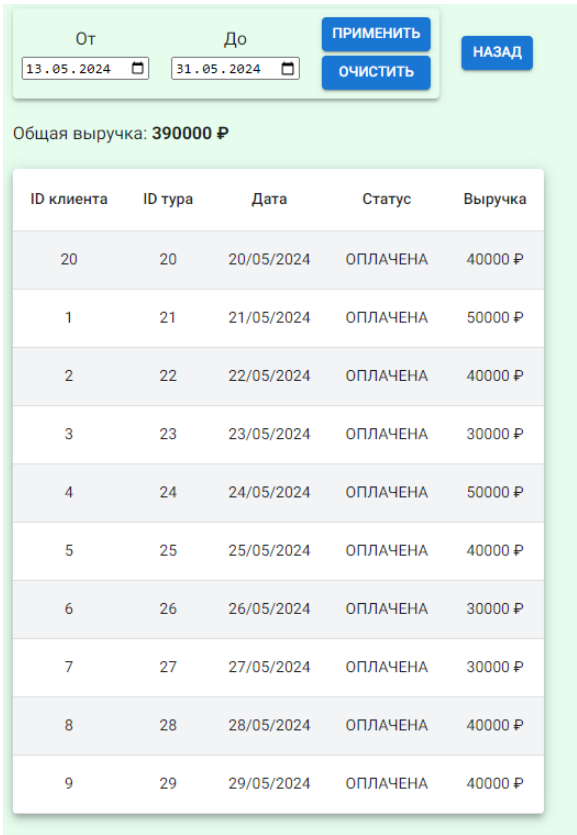 От До ПРИМЕНИТЬ НАЗАД
13.05.2024 31.05.2024 ОЧИСТИТЬ
Общая выручка: 390000 ₽
ID клиента ID тура Дата Статус Выручка
20 20 20/05/2024 ОПЛАЧЕНА 40000 ₽
1 21 21/05/2024 ОПЛАЧЕНА 50000 ₽
2 22 22/05/2024 ОПЛАЧЕНА 40000 ₽
3 23 23/05/2024 ОПЛАЧЕНА 30000 ₽
4 24 24/05/2024 ОПЛАЧЕНА 50000 ₽
5 25 25/05/2024 ОПЛАЧЕНА 40000 ₽
6 26 26/05/2024 ОПЛАЧЕНА 30000 ₽
7 27 27/05/2024 ОПЛАЧЕНА 30000 ₽
8 28 28/05/2024 ОПЛАЧЕНА 40000 ₽
9 29 29/05/2024 ОПЛАЧЕНА 40000 ₽